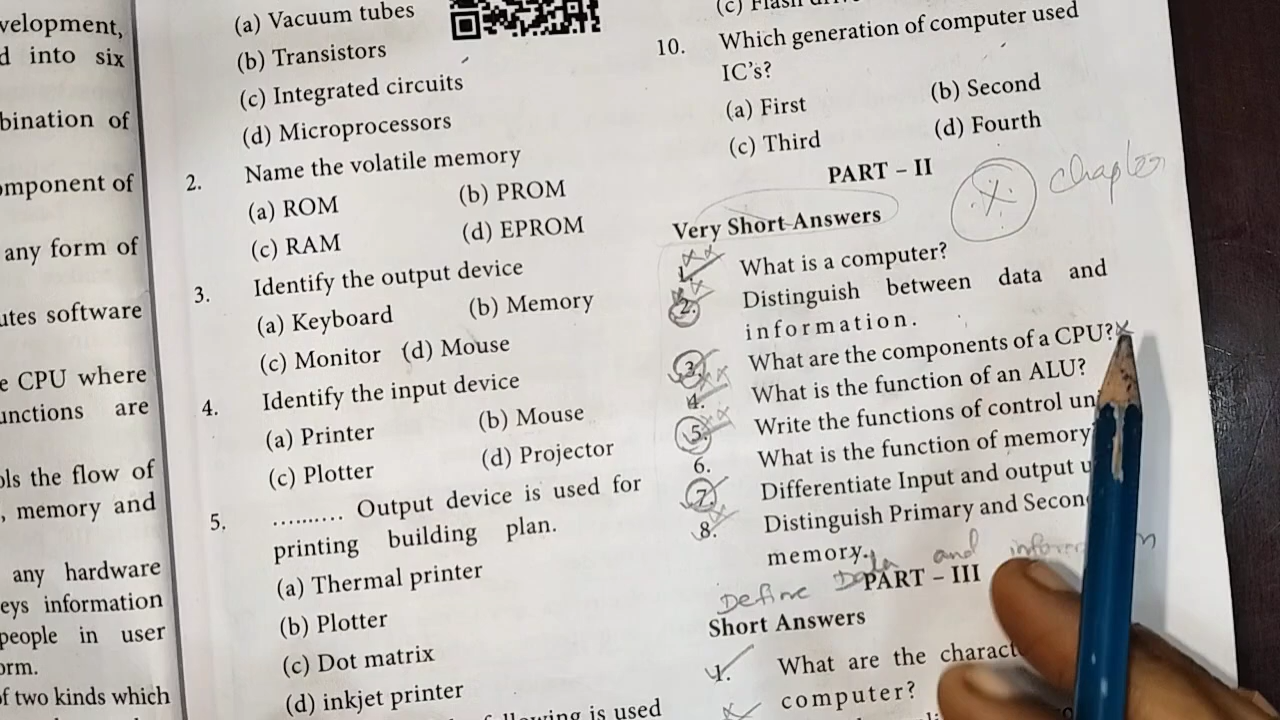 velopment,
d into six
bination of
omponent of
any form of
utes software
e CPU where
unctions are
ols the flow of
, memory and
any hardware
eys information
people in user
orm.
of two kinds which
(a) Vacuum tubes
(b) Transistors
(c) Integrated circuits
(d) Microprocessors
2. Name the volatile memory
(a) ROM (b) PROM
(c) RAM (d) EPROM
3. Identify the output device
(a) Keyboard (b) Memory
(c) Monitor (d) Mouse
4. Identify the input device
(a) Printer (b) Mouse
(c) Plotter (d) Projector
5. .......... Output device is used for
printing building plan.
(a) Thermal printer
(b) Plotter
(c) Dot matrix
(d) inkjet printer
is used
(c) Flash
10. Which generation of computer used
IC's?
(a) First (b) Second
(c) Third (d) Fourth
PART – II
chapter
Very Short Answers
1. What is a computer?
2. Distinguish between data and
information.
3. What are the components of a CPU?
4. What is the function of an ALU?
5. Write the functions of control un
6. What is the function of memory
7. Differentiate Input and output u
8. Distinguish Primary and Secon
memory.
Define Data and information
PART – III
Short Answers
1. What are the charact
computer?